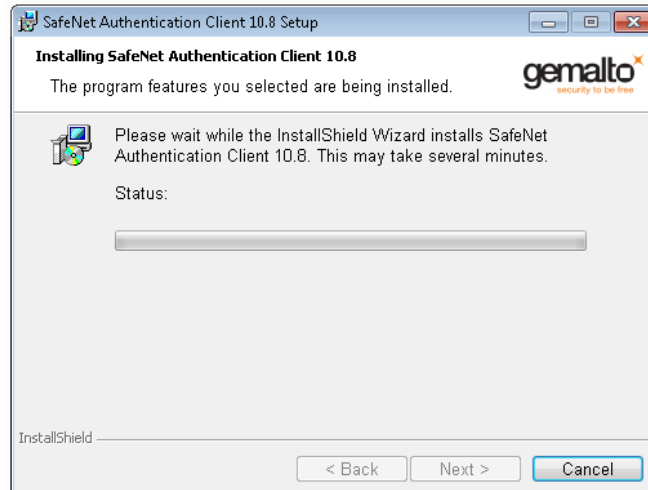 SafeNet Authentication Client 10.8 Setup
Installing SafeNet Authentication Client 10.8
The program features you selected are being installed.
gemalto
security to be free
Please wait while the InstallShield Wizard installs SafeNet
Authentication Client 10.8. This may take several minutes.
Status:
InstallShield
< Back
Next >
Cancel